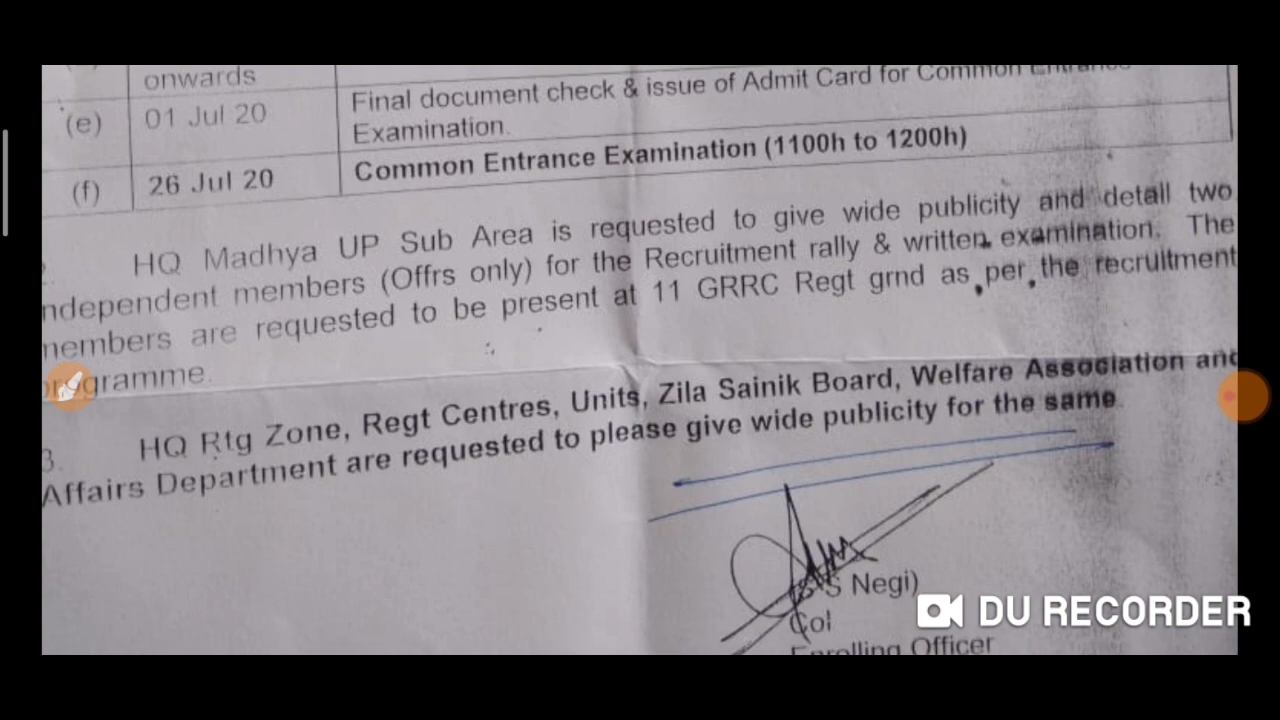 onwards
(e) 01 Jul 20 Final document check & issue of Admit Card for Common Entrance
Examination.
(f) 26 Jul 20 Common Entrance Examination (1100h to 1200h)
HQ Madhya UP Sub Area is requested to give wide publicity and detail two
ndependent members (Offrs only) for the Recruitment rally & written examination. The
members are requested to be present at 11 GRRC Regt grnd as per the recruitment
programme.
3. HQ Rtg Zone, Regt Centres, Units, Zila Sainik Board, Welfare Association and
Affairs Department are requested to please give wide publicity for the same
S Negi)
Col
Enrolling Officer
DU RECORDER